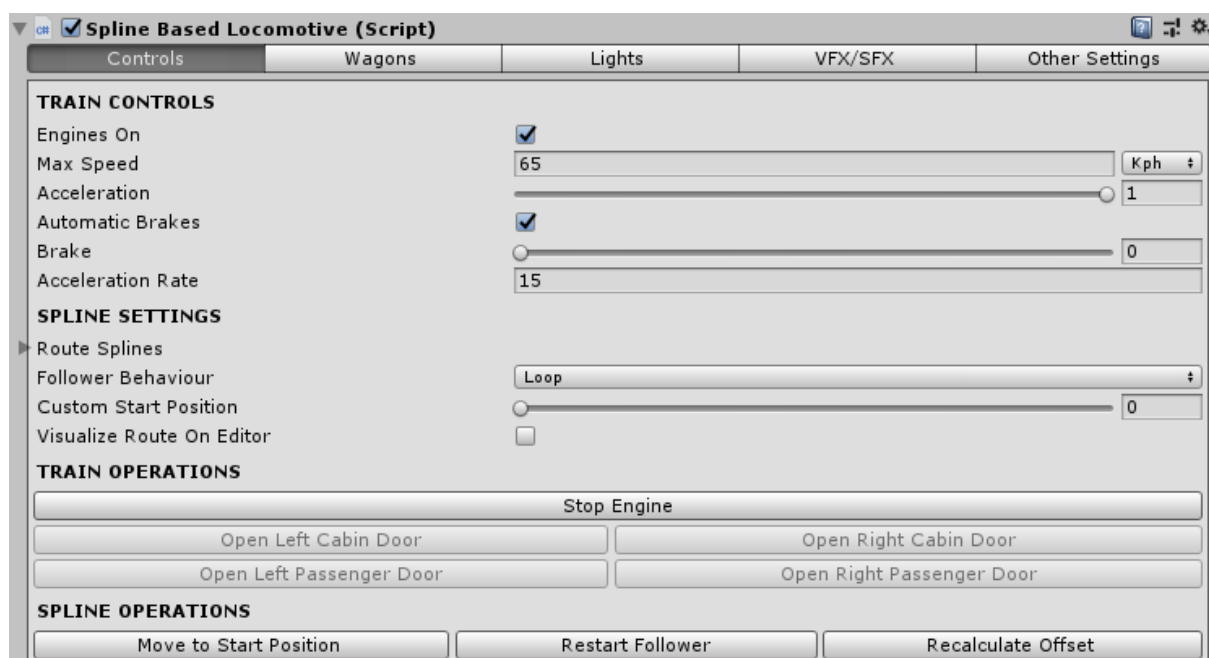 Spline Based Locomotive (Script)
Controls Wagons Lights VFX/SFX Other Settings
TRAIN CONTROLS
Engines On
Max Speed 65 Kph
Acceleration 1
Automatic Brakes
Brake 0
Acceleration Rate 15
SPLINE SETTINGS
Route Splines
Follower Behaviour Loop
Custom Start Position 0
Visualize Route On Editor
TRAIN OPERATIONS
Stop Engine
Open Left Cabin Door Open Right Cabin Door
Open Left Passenger Door Open Right Passenger Door
SPLINE OPERATIONS
Move to Start Position Restart Follower Recalculate Offset